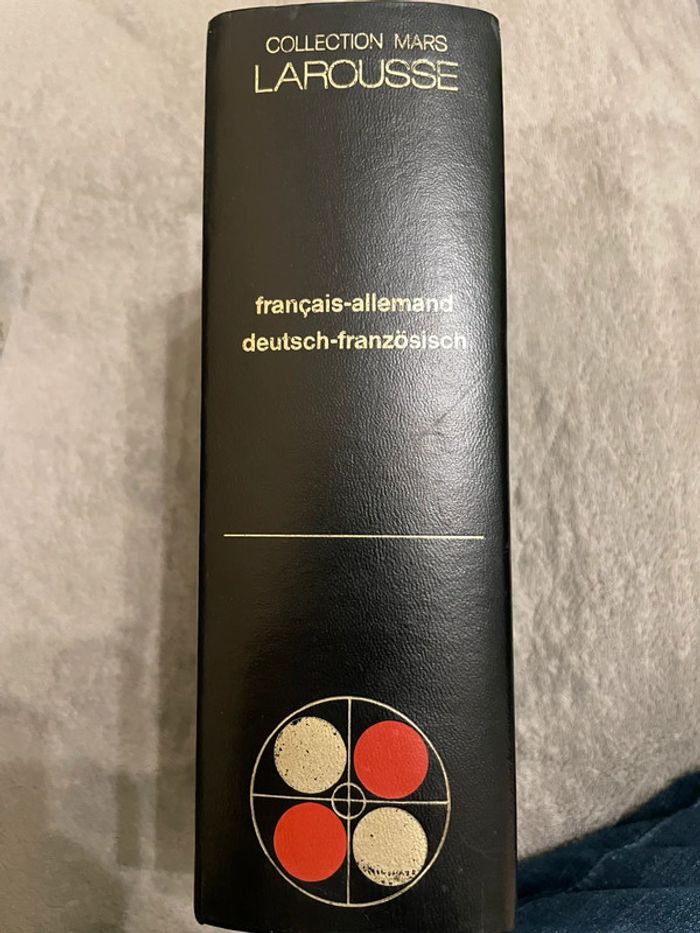 COLLECTION MARS
LAROUSSE
français-allemand
deutsch-französisch